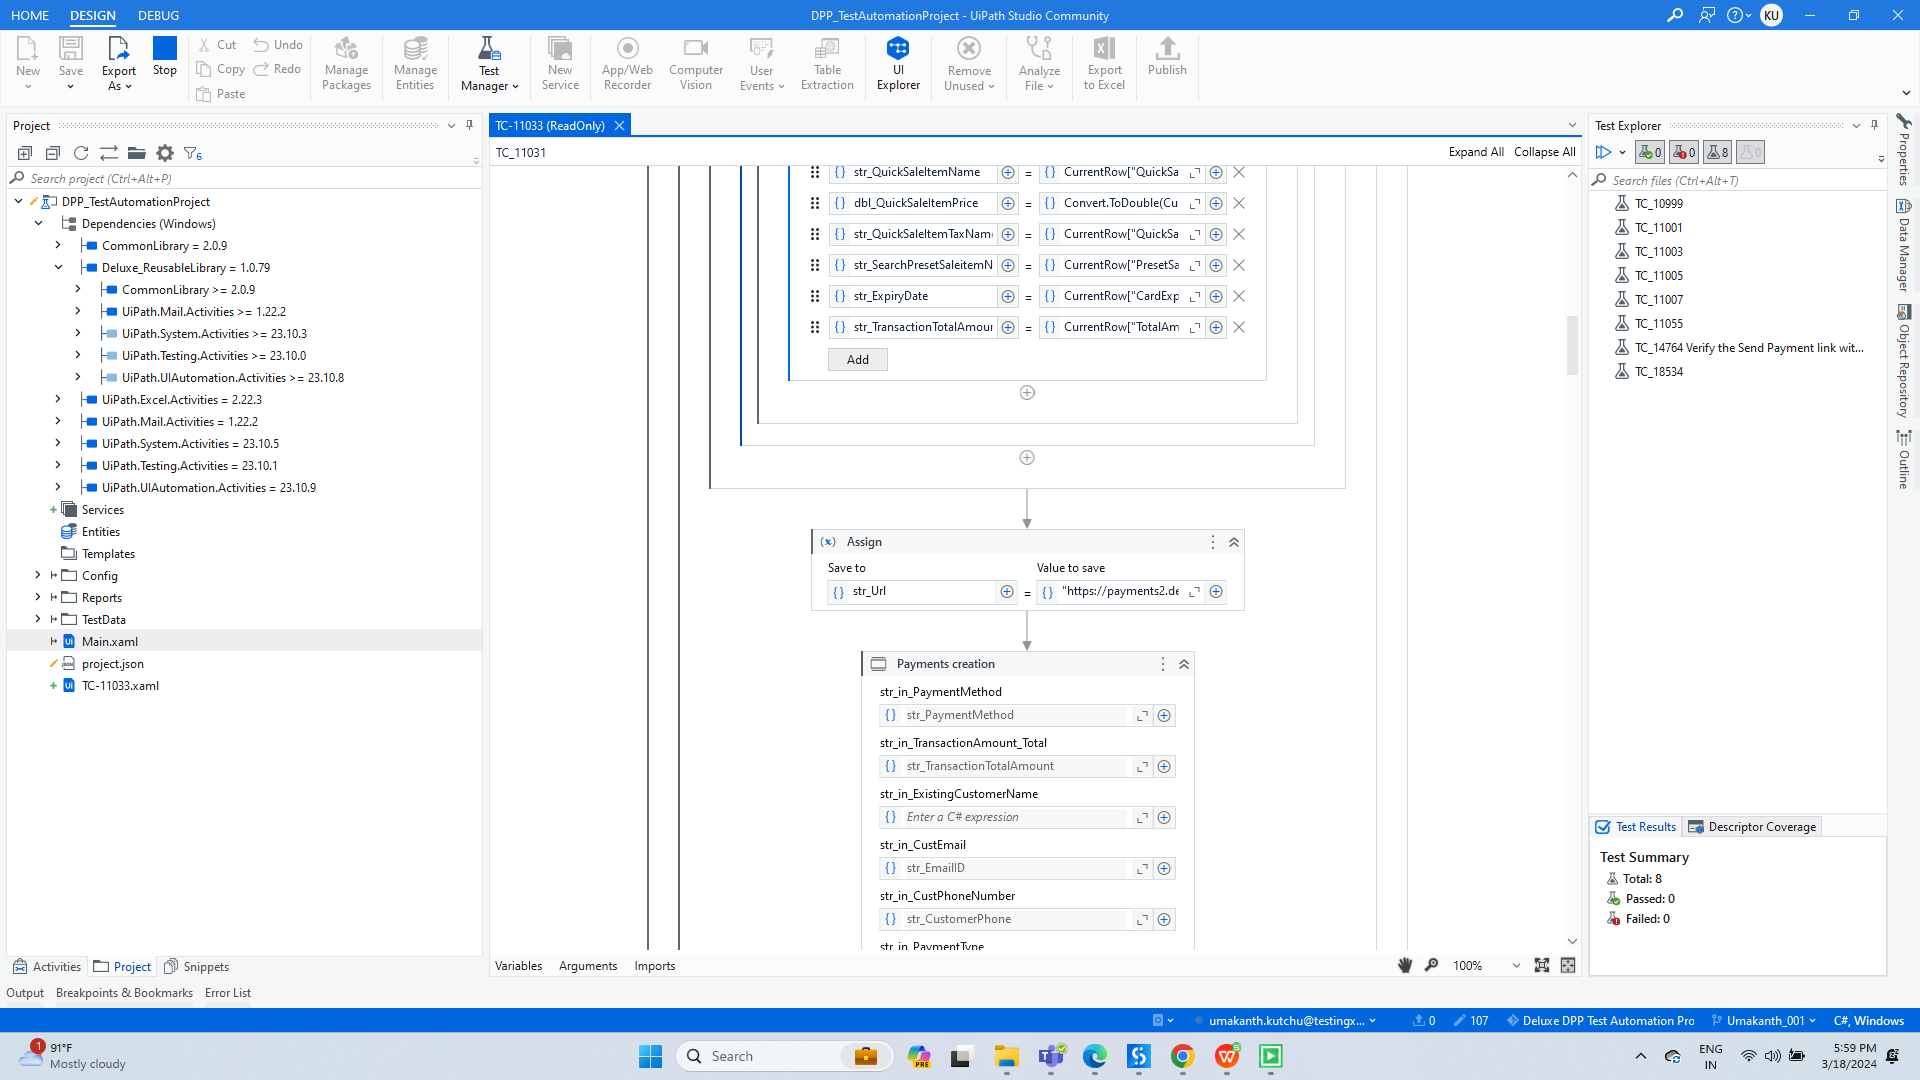 HOME DESIGN DEBUG
DPP_TestAutomationProject - UiPath Studio Community
KU
New
Save
Export As
Stop
Cut
Copy
Paste
Undo
Redo
Manage Packages
Manage Entities
Test Manager
New Service
App/Web Recorder
Computer Vision
User Events
Table Extraction
UI Explorer
Remove Unused
Analyze File
Export to Excel
Publish
Project
6
Search project (Ctrl+Alt+P)
DPP_TestAutomationProject
Dependencies (Windows)
CommonLibrary = 2.0.9
Deluxe_ReusableLibrary = 1.0.79
CommonLibrary >= 2.0.9
UiPath.Mail.Activities >= 1.22.2
UiPath.System.Activities >= 23.10.3
UiPath.Testing.Activities >= 23.10.0
UiPath.UIAutomation.Activities >= 23.10.8
UiPath.Excel.Activities = 2.22.3
UiPath.Mail.Activities = 1.22.2
UiPath.System.Activities = 23.10.5
UiPath.Testing.Activities = 23.10.1
UiPath.UIAutomation.Activities = 23.10.9
Services
Entities
Templates
Config
Reports
TestData
Main.xaml
project.json
TC-11033.xaml
Activities Project Snippets
Output Breakpoints & Bookmarks Error List
TC-11033 (ReadOnly)
TC_11031
Expand All Collapse All
str_QuickSaleItemName = CurrentRow["QuickSa
dbl_QuickSaleItemPrice = Convert.ToDouble(Cu
str_QuickSaleItemTaxNam = CurrentRow["QuickSa
str_SearchPresetSaleitemN = CurrentRow["PresetSa
str_ExpiryDate = CurrentRow["CardExp
str_TransactionTotalAmour = CurrentRow["TotalAm
Add
Assign
Save to Value to save
str_Url = "https://payments2.de
Payments creation
str_in_PaymentMethod
str_PaymentMethod
str_in_TransactionAmount_Total
str_TransactionTotalAmount
str_in_ExistingCustomerName
Enter a C# expression
str_in_CustEmail
str_EmailID
str_in_CustPhoneNumber
str_CustomerPhone
str_in_PaymentType
Variables Arguments Imports
100%
Test Explorer
0 0 8 0
Search files (Ctrl+Alt+T)
TC_10999
TC_11001
TC_11003
TC_11005
TC_11007
TC_11055
TC_14764 Verify the Send Payment link wit...
TC_18534
Test Results Descriptor Coverage
Test Summary
Total: 8
Passed: 0
Failed: 0
Properties
Data Manager
Object Repository
Outline
umakanth.kutchu@testingx... 0 107 Deluxe DPP Test Automation Pro Umakanth_001 C#, Windows
1
91°F
Mostly cloudy
Search
PRE
ENG
IN
5:59 PM
3/18/2024